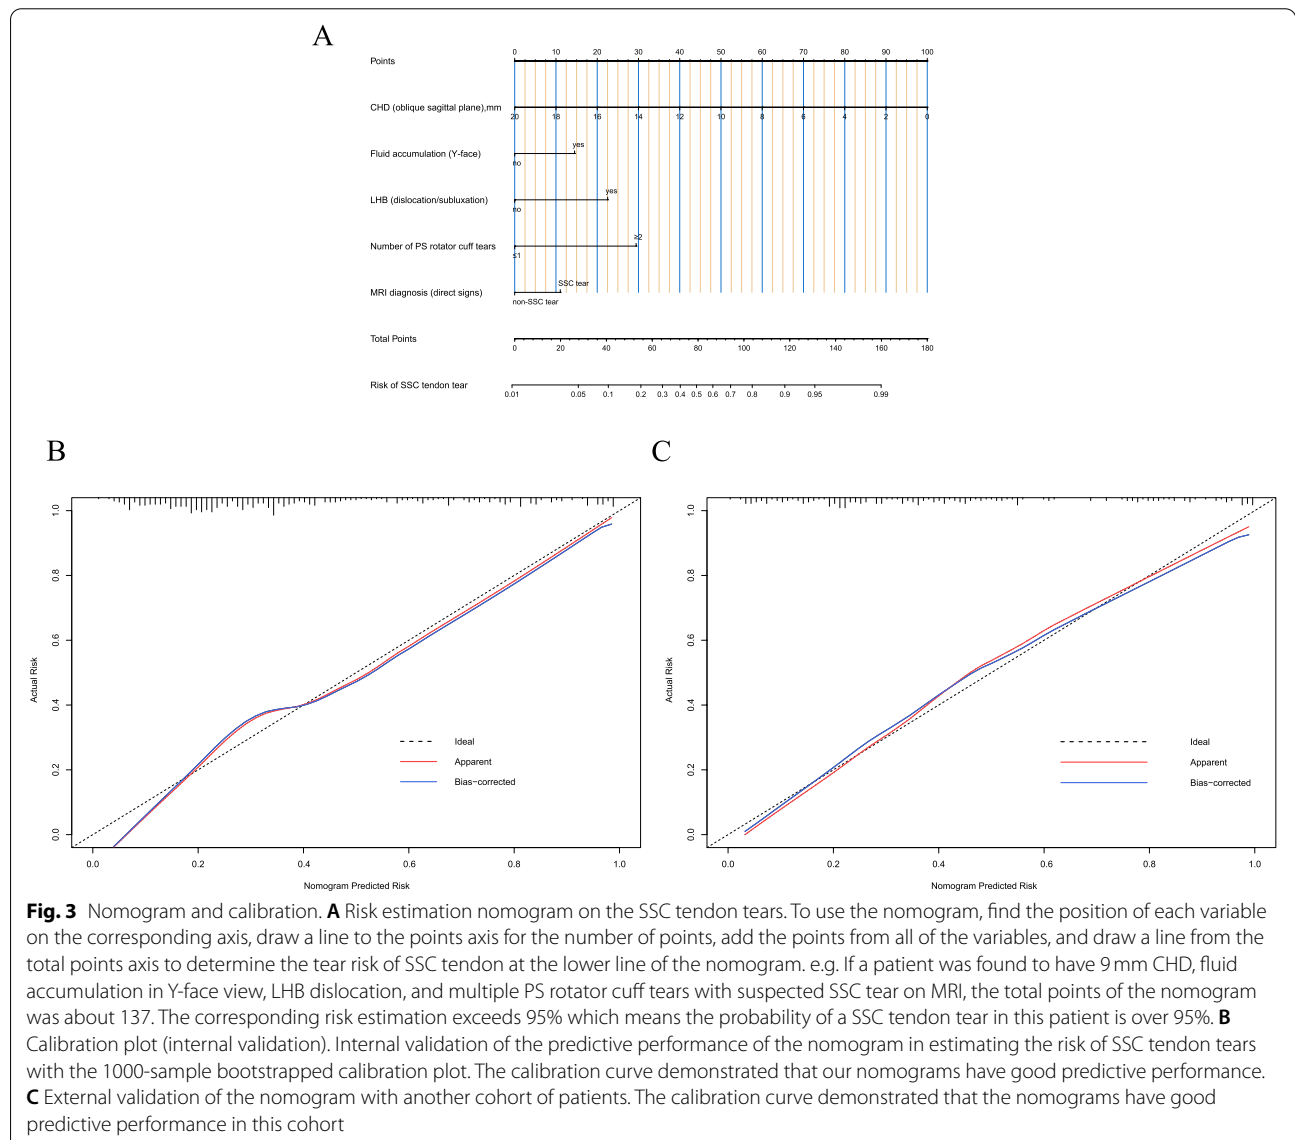 A
0 10 20 30 40 50 60 70 80 90 100
Points
CHD (oblique sagittal plane),mm
20 18 16 14 12 10 8 6 4 2 0
yes
Fluid accumulation (Y-face)
no
yes
LHB (dislocation/subluxation)
no
≥2
Number of PS rotator cuff tears
≤1
SSC tear
MRI diagnosis (direct signs)
non-SSC tear
Total Points
0 20 40 60 80 100 120 140 160 180
Risk of SSC tendon tear
0.01 0.05 0.1 0.2 0.3 0.4 0.5 0.6 0.7 0.8 0.9 0.95 0.99
B
1.0
0.8
0.6
0.4
0.2
0.0
Actual Risk
Ideal
Apparent
Bias−corrected
0.0 0.2 0.4 0.6 0.8 1.0
Nomogram Predicted Risk
C
1.0
0.8
0.6
0.4
0.2
0.0
Actual Risk
Ideal
Apparent
Bias−corrected
0.0 0.2 0.4 0.6 0.8 1.0
Nomogram Predicted Risk
Fig. 3 Nomogram and calibration. A Risk estimation nomogram on the SSC tendon tears. To use the nomogram, find the position of each variable
on the corresponding axis, draw a line to the points axis for the number of points, add the points from all of the variables, and draw a line from the
total points axis to determine the tear risk of SSC tendon at the lower line of the nomogram. e.g. If a patient was found to have 9 mm CHD, fluid
accumulation in Y-face view, LHB dislocation, and multiple PS rotator cuff tears with suspected SSC tear on MRI, the total points of the nomogram
was about 137. The corresponding risk estimation exceeds 95% which means the probability of a SSC tendon tear in this patient is over 95%. B
Calibration plot (internal validation). Internal validation of the predictive performance of the nomogram in estimating the risk of SSC tendon tears
with the 1000-sample bootstrapped calibration plot. The calibration curve demonstrated that our nomograms have good predictive performance.
C External validation of the nomogram with another cohort of patients. The calibration curve demonstrated that the nomograms have good
predictive performance in this cohort